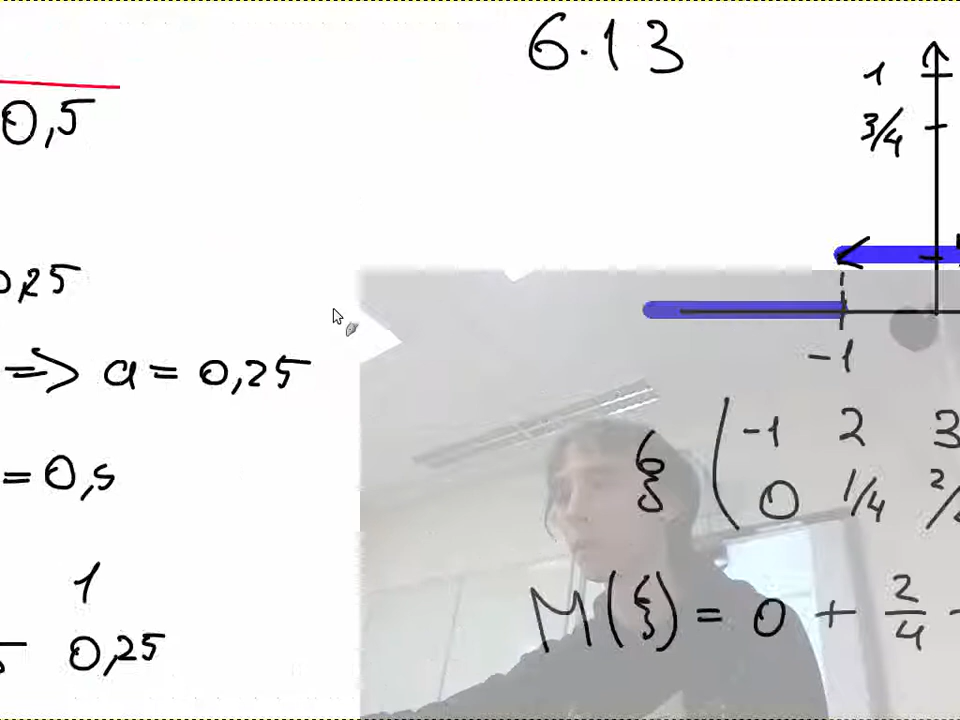 6.13
0,5
0,25
=> a = 0,25
= 0,5
1
0,25
1
3/4
-1
ξ ( -1 2 3
0 1/4 2/
M(ξ) = 0 + 2/4